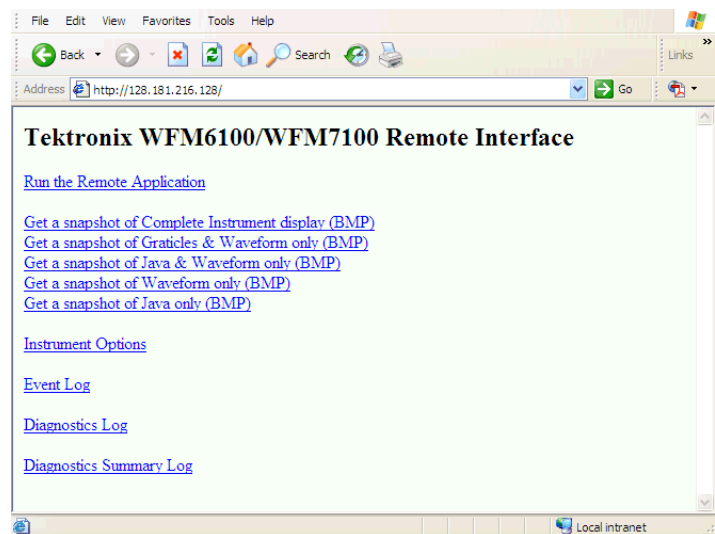 File Edit View Favorites Tools Help
Back Search Links »
Address http://128.181.216.128/ Go
Tektronix WFM6100/WFM7100 Remote Interface
Run the Remote Application
Get a snapshot of Complete Instrument display (BMP)
Get a snapshot of Graticles & Waveform only (BMP)
Get a snapshot of Java & Waveform only (BMP)
Get a snapshot of Waveform only (BMP)
Get a snapshot of Java only (BMP)
Instrument Options
Event Log
Diagnostics Log
Diagnostics Summary Log
Local intranet